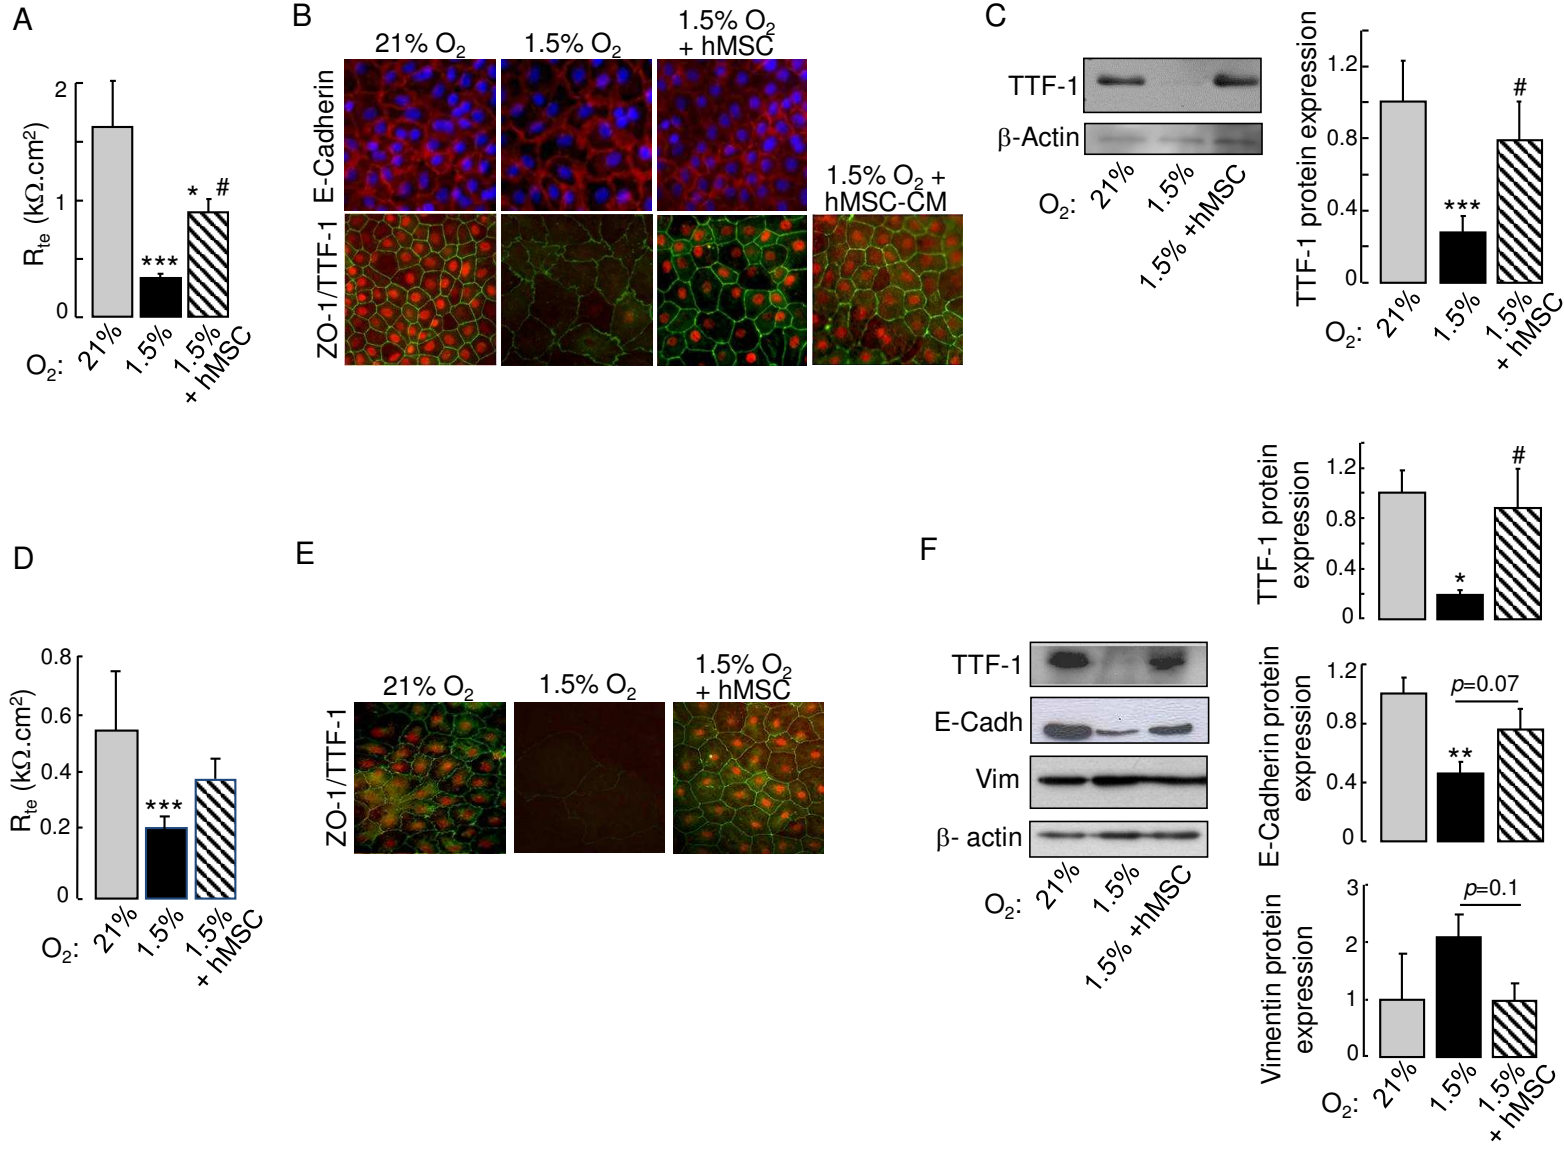 A
Rte (kΩ.cm2)
2
1
0
***
* #
O2:
21%
1.5%
1.5%
+ hMSC
B
21% O2
1.5% O2
1.5% O2
+ hMSC
1.5% O2 +
hMSC-CM
E-Cadherin
ZO-1/TTF-1
C
TTF-1
β-Actin
O2:
21%
1.5%
1.5% +hMSC
TTF-1 protein expression
1.2
0.8
0.4
0
***
#
O2:
21%
1.5%
1.5%
+ hMSC
D
Rte (kΩ.cm2)
0.8
0.6
0.4
0.2
0
***
O2:
21%
1.5%
1.5%
+ hMSC
E
21% O2
1.5% O2
1.5% O2
+ hMSC
ZO-1/TTF-1
F
TTF-1
E-Cadh
Vim
β- actin
O2:
21%
1.5%
1.5% +hMSC
TTF-1 protein
expression
1.2
0.8
0.4
0
*
#
E-Cadherin protein
expression
1.2
0.8
0.4
0
**
p=0.07
Vimentin protein
expression
3
2
1
0
p=0.1
O2:
21%
1.5%
1.5%
+ hMSC